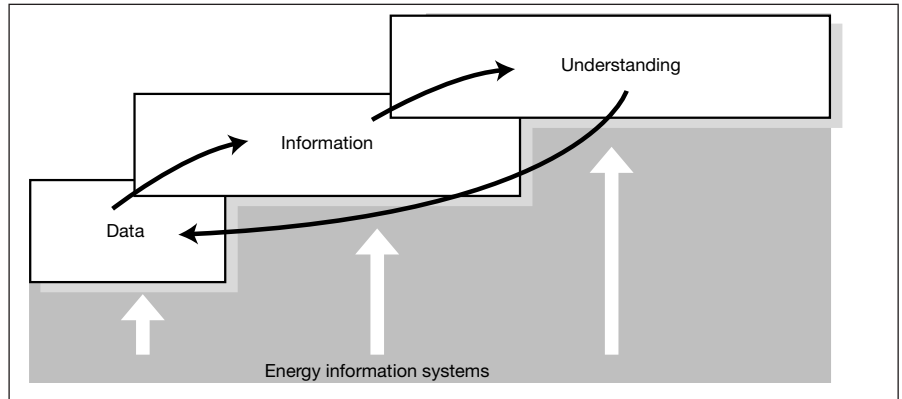 Understanding
Information
Data
Energy information systems